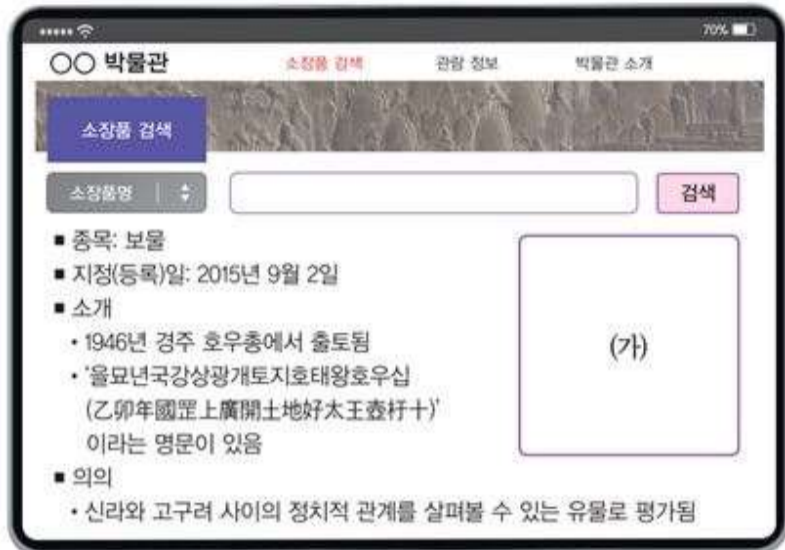 70%
○○ 박물관 소장품 검색 관람 정보 박물관 소개
소장품 검색
소장품명 검색
■ 종목: 보물
■ 지정(등록)일: 2015년 9월 2일
■ 소개
• 1946년 경주 호우총에서 출토됨
• '을묘년국강상광개토지호태왕호우십
(乙卯年國罡上廣開土地好太王壺杅十)'
이라는 명문이 있음
(가)
■ 의의
• 신라와 고구려 사이의 정치적 관계를 살펴볼 수 있는 유물로 평가됨